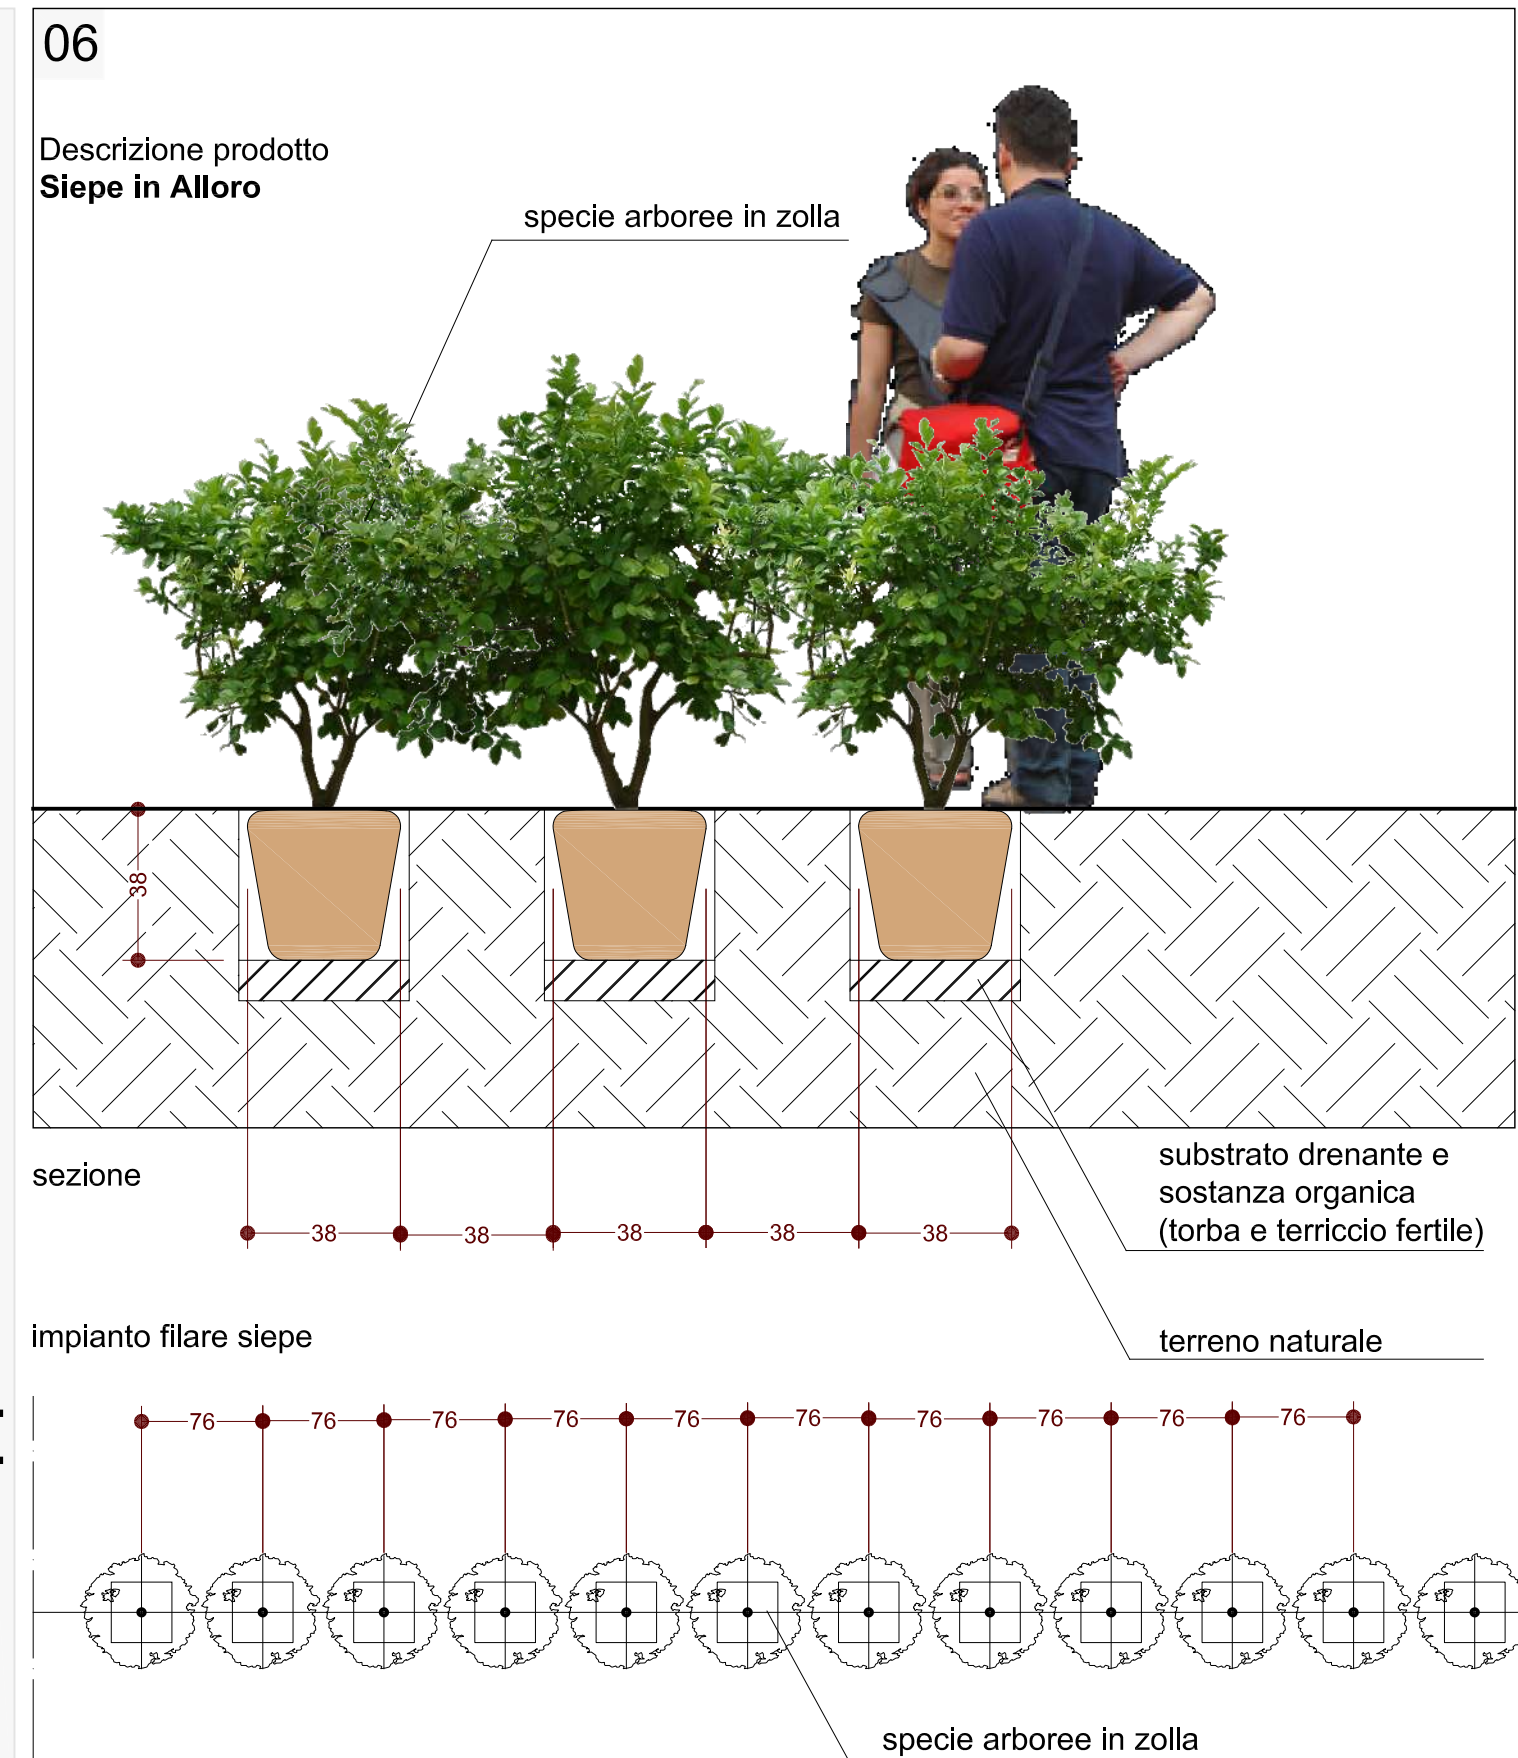 06
Descrizione prodotto
Siepe in Alloro
specie arboree in zolla
38
substrato drenante e
sostanza organica
(torba e terriccio fertile)
sezione
38 38 38 38 38
impianto filare siepe
terreno naturale
76 76 76 76 76 76 76 76 76 76
specie arboree in zolla